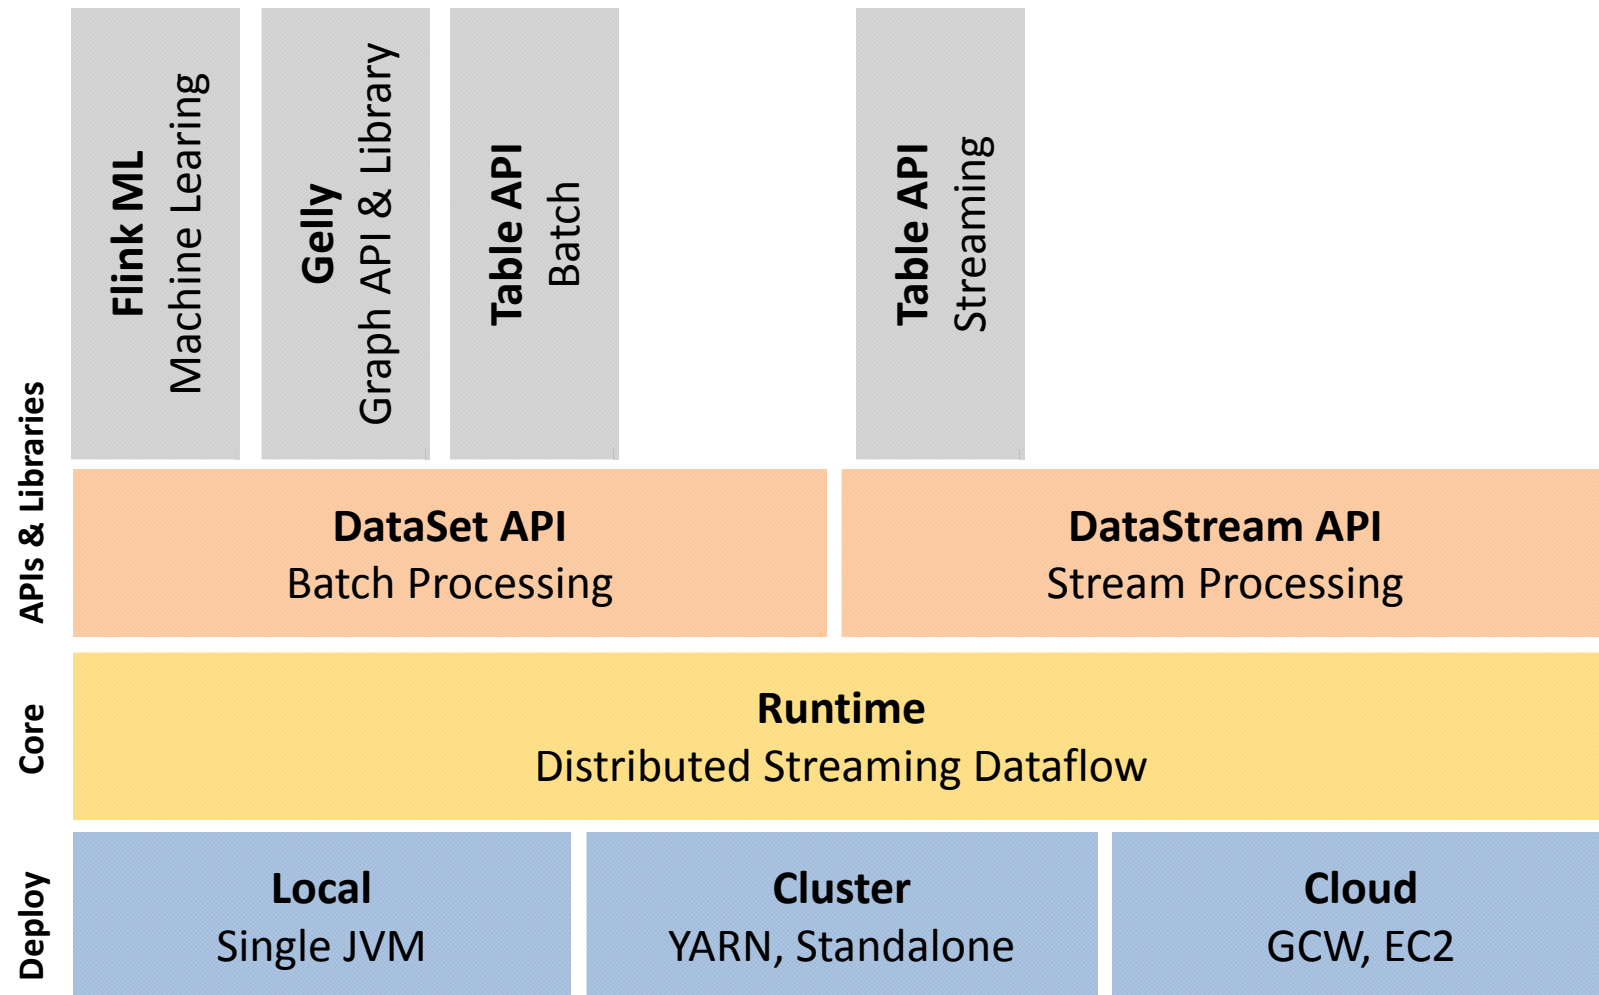 Flink ML
Machine Learing
Gelly
Graph API & Library
Table API
Batch
Table API
Streaming
APIs & Libraries
DataSet API
Batch Processing
DataStream API
Stream Processing
Core
Runtime
Distributed Streaming Dataflow
Deploy
Local
Single JVM
Cluster
YARN, Standalone
Cloud
GCW, EC2